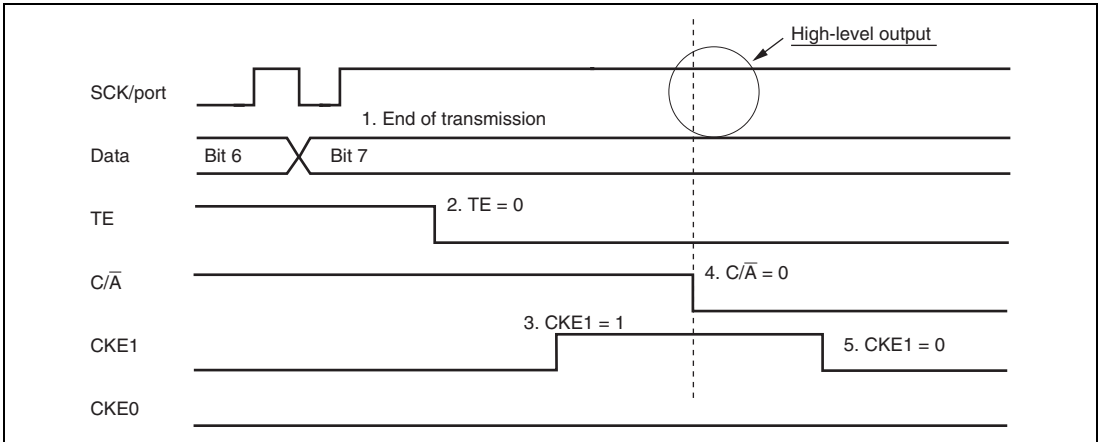 High-level output
SCK/port
1. End of transmission
Data
Bit 6
Bit 7
TE
2. TE = 0
C/A̅
4. C/A̅ = 0
3. CKE1 = 1
CKE1
5. CKE1 = 0
CKE0